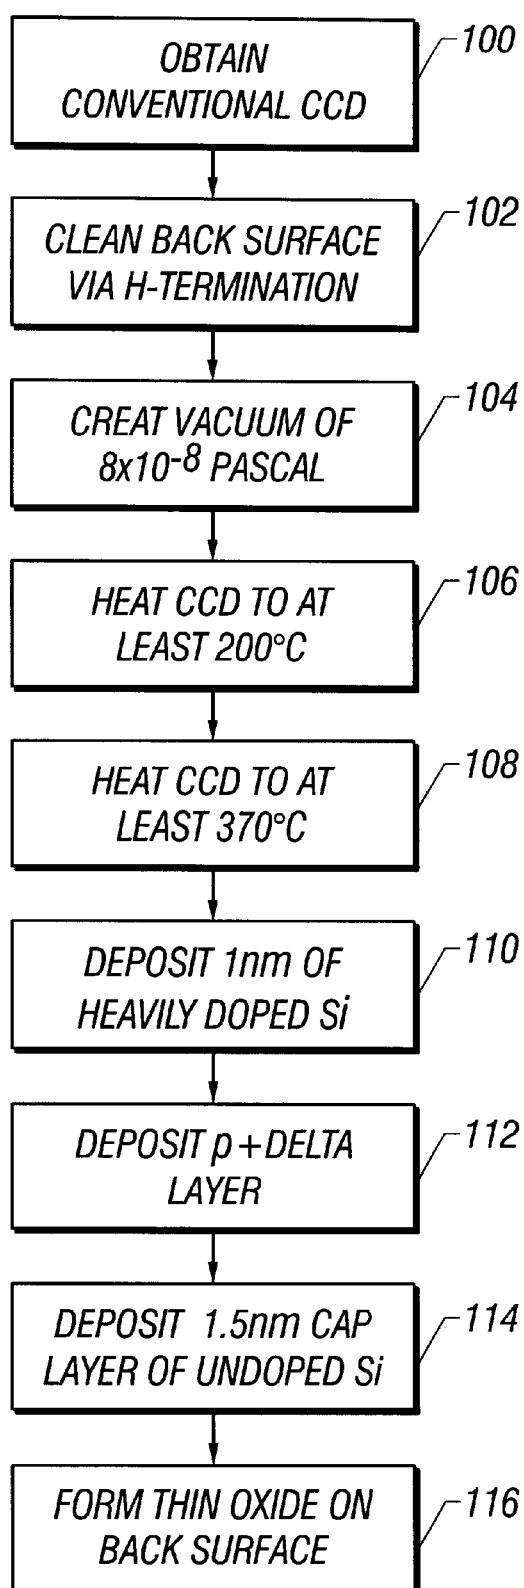 OBTAIN
CONVENTIONAL CCD
100
CLEAN BACK SURFACE
VIA H-TERMINATION
102
CREAT VACUUM OF
8x10-8 PASCAL
104
HEAT CCD TO AT
LEAST 200°C
106
HEAT CCD TO AT
LEAST 370°C
108
DEPOSIT 1nm OF
HEAVILY DOPED Si
110
DEPOSIT p+DELTA
LAYER
112
DEPOSIT 1.5nm CAP
LAYER OF UNDOPED Si
114
FORM THIN OXIDE ON
BACK SURFACE
116